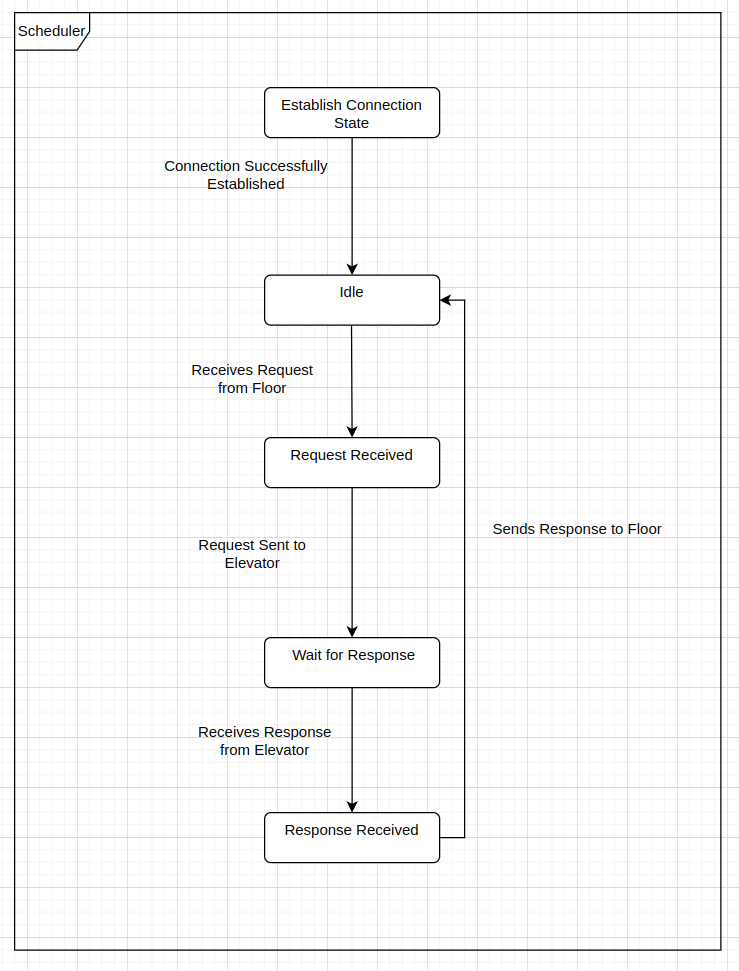 Scheduler
Establish Connection
State
Connection Successfully
Established
Idle
Receives Request
from Floor
Request Received
Request Sent to
Elevator
Sends Response to Floor
Wait for Response
Receives Response
from Elevator
Response Received